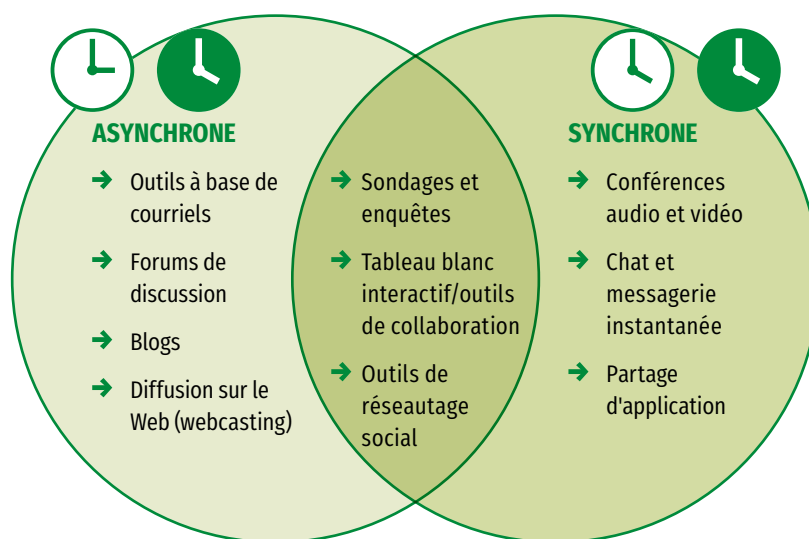 ASYNCHRONE
→ Outils à base de
courriels
→ Forums de
discussion
→ Blogs
→ Diffusion sur le
Web (webcasting)
→ Sondages et
enquêtes
→ Tableau blanc
interactif/outils
de collaboration
→ Outils de
réseautage
social
SYNCHRONE
→ Conférences
audio et vidéo
→ Chat et
messagerie
instantanée
→ Partage
d'application